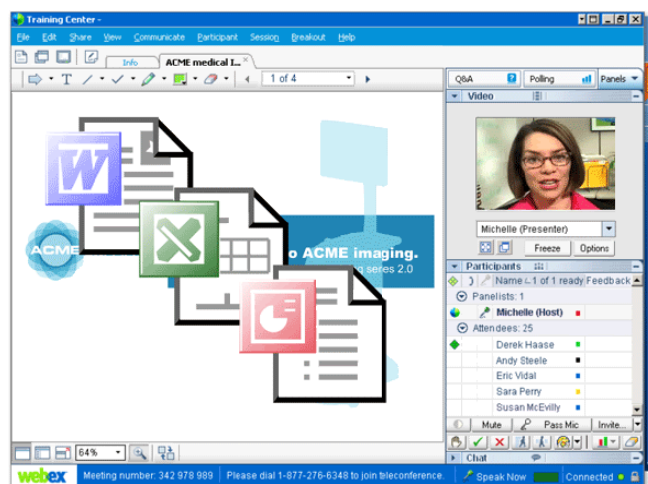 Training Center -
File Edit Share View Communicate Participant Session Breakout Help
Info ACME medical I...
T 1 of 4
Q&A Polling Panels
Video
W
ACME
o ACME imaging.
g seres 2.0
Michelle (Presenter)
Freeze Options
Participants
Name 1 of 1 ready Feedback
Panelists: 1
Michelle (Host)
Attendees: 25
Derek Haase
Andy Steele
Eric Vidal
Sara Perry
Susan McEvilly
Mute Pass Mic Invite...
64%
Chat
webex Meeting number: 342 978 989 Please dial 1-877-276-6348 to join teleconference. Speak Now Connected